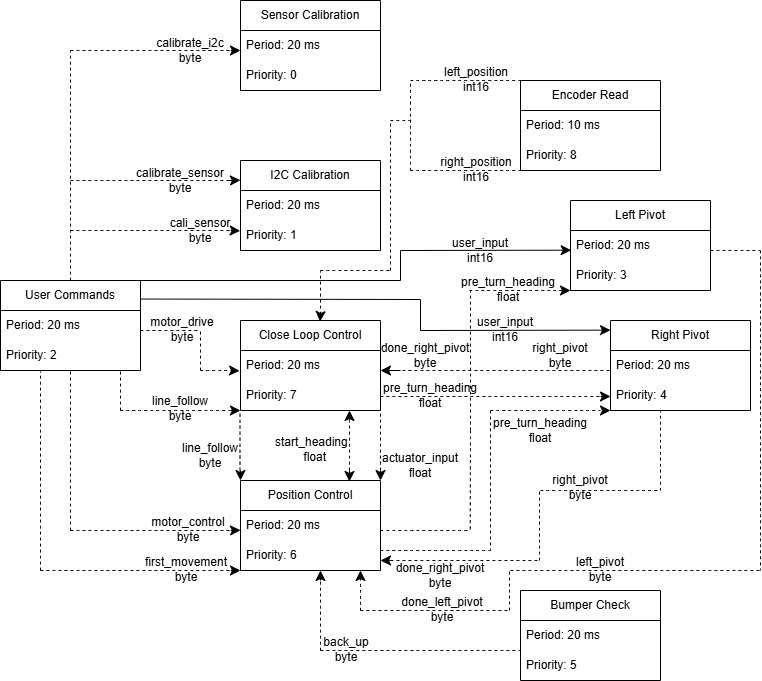 Sensor Calibration
Period: 20 ms
Priority: 0
calibrate_i2c
byte
left_position
int16
Encoder Read
Period: 10 ms
Priority: 8
right_position
int16
calibrate_sensor
byte
I2C Calibration
Period: 20 ms
Priority: 1
cali_sensor
byte
Left Pivot
Period: 20 ms
Priority: 3
user_input
int16
pre_turn_heading
float
User Commands
Period: 20 ms
Priority: 2
motor_drive
byte
Close Loop Control
Period: 20 ms
Priority: 7
user_input
int16
Right Pivot
Period: 20 ms
Priority: 4
done_right_pivot
byte
right_pivot
byte
pre_turn_heading
float
line_follow
byte
pre_turn_heading
float
line_follow
byte
start_heading
float
actuator_input
float
right_pivot
byte
Position Control
Period: 20 ms
Priority: 6
motor_control
byte
first_movement
byte
done_right_pivot
byte
left_pivot
byte
done_left_pivot
byte
Bumper Check
Period: 20 ms
Priority: 5
back_up
byte